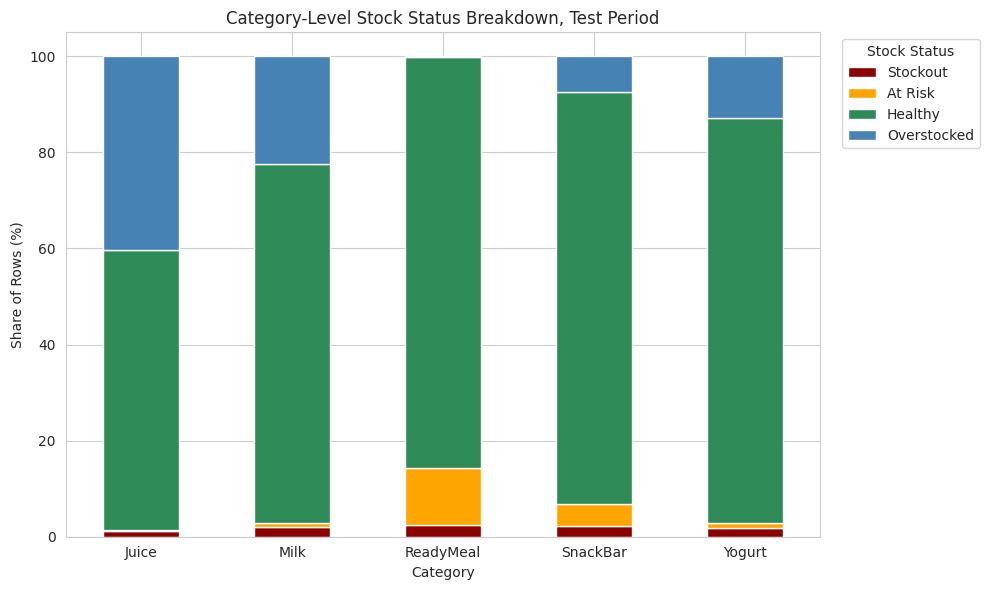 Category-Level Stock Status Breakdown, Test Period
Stock Status
Stockout
At Risk
Healthy
Overstocked
Share of Rows (%)
100
80
60
40
20
0
Juice
Milk
ReadyMeal
SnackBar
Yogurt
Category